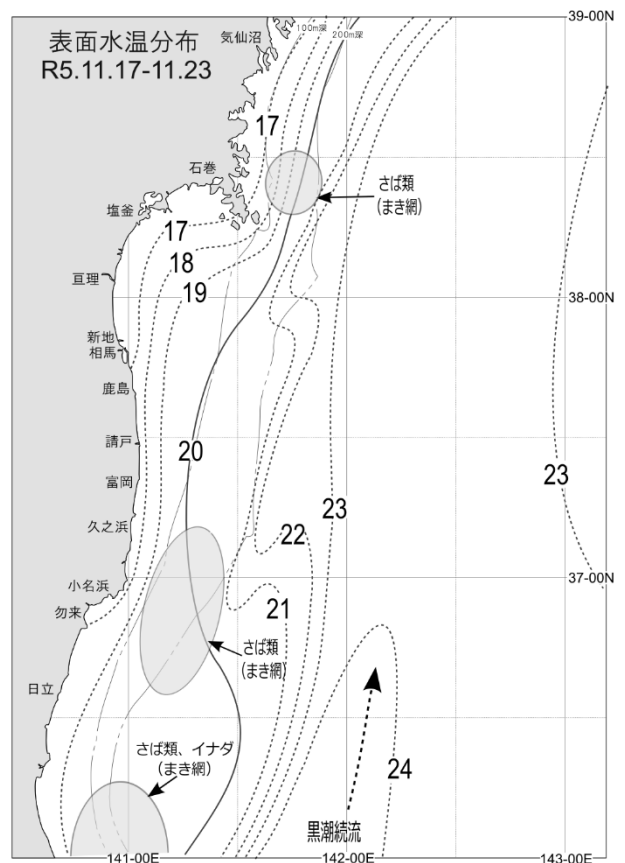 表面水温分布
R5.11.17-11.23
気仙沼
100m深
200m深
39-00N
17
石巻
さば類
(まき網)
塩釜
17
18
19
亘理
38-00N
新地
相馬
鹿島
請戸
20
富岡
23
23
久之浜
22
小名浜
37-00N
勿来
21
さば類
(まき網)
日立
さば類、イナダ
(まき網)
24
黒潮続流
141-00E
142-00E
143-00E